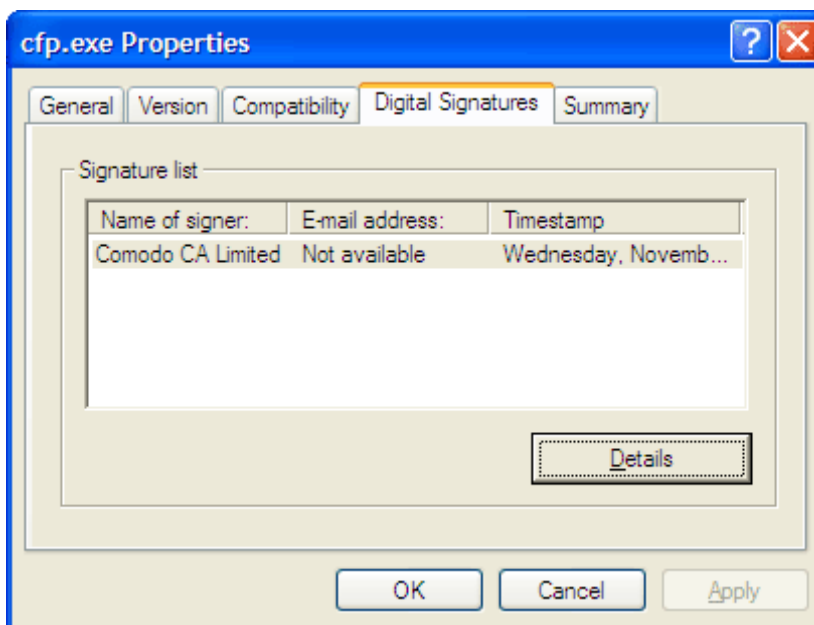 cfp.exe Properties
General Version Compatibility Digital Signatures Summary
Signature list
Name of signer: E-mail address: Timestamp
Comodo CA Limited Not available Wednesday, Novemb...
Details
OK Cancel Apply